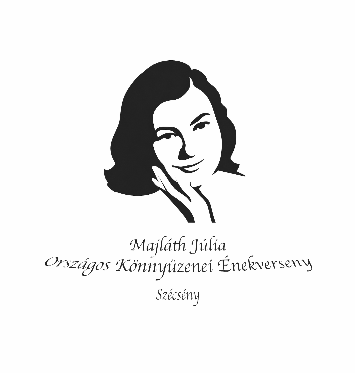 Majláth Júlia
Országos Könnyűzenei Énekverseny
Szécsény